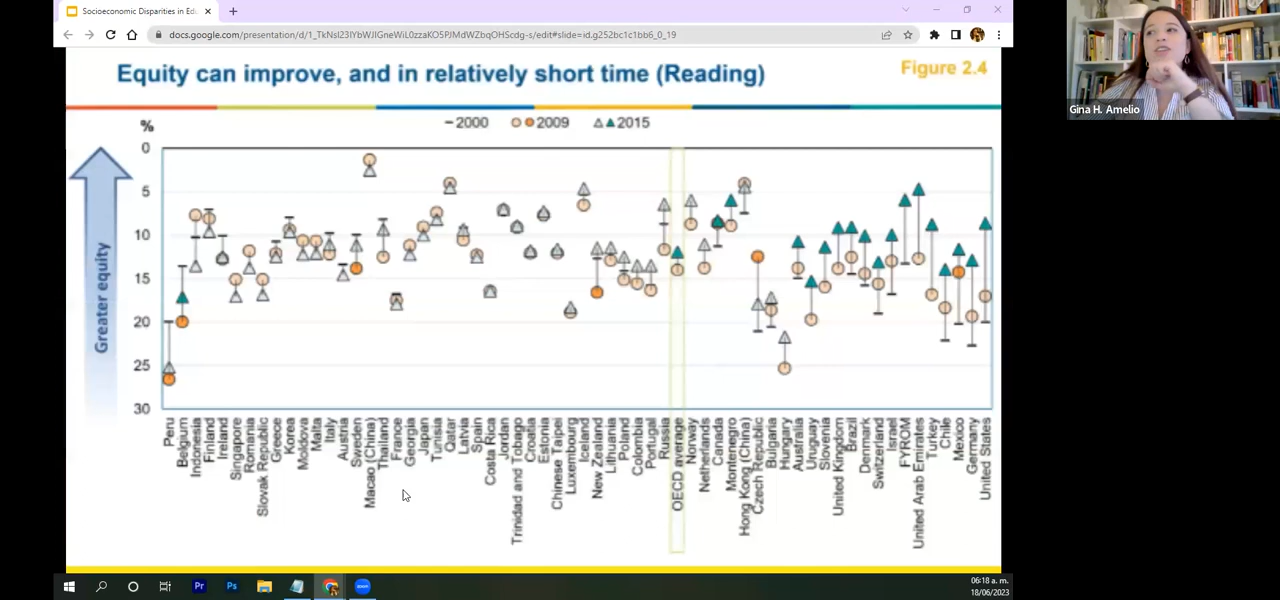 Socioeconomic Disparities in Ed
docs.google.com/presentation/d/1_TkNsI23IYbWJIGneWiL0zzaKO5PJMdWZbqOHScdg-s/edit#slide=id.g252bc1c1bb6_0_19
Equity can improve, and in relatively short time (Reading)
Figure 2.4
Gina H. Amelio
%
2000
2009
2015
0
5
10
15
20
25
30
Greater equity
Peru
Belgium
Indonesia
Finland
Ireland
Singapore
Romania
Slovak Republic
Greece
Korea
Moldova
Malta
Italy
Austria
Sweden
Macao (China)
Thailand
France
Georgia
Japan
Tunisia
Qatar
Latvia
Spain
Costa Rica
Jordan
Trinidad and Tobago
Croatia
Estonia
Chinese Taipei
Luxembourg
Iceland
New Zealand
Lithuania
Poland
Colombia
Portugal
Russia
OECD average
Norway
Netherlands
Canada
Montenegro
Hong Kong (China)
Czech Republic
Bulgaria
Hungary
Australia
Uruguay
Slovenia
United Kingdom
Brazil
Denmark
Switzerland
Israel
FYROM
United Arab Emirates
Turkey
Chile
Mexico
Germany
United States
Pr
Ps
zoom
06:18 a. m.
18/06/2023